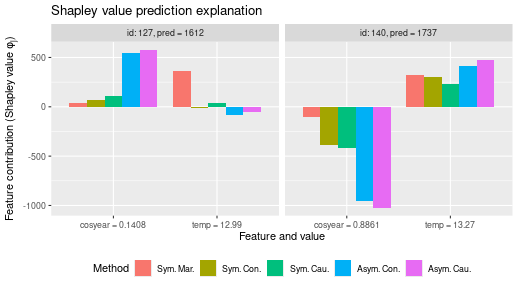 Shapley value prediction explanation
id: 127, pred = 1612
id: 140, pred = 1737
Feature contribution (Shapley value φⱼ)
500
0
-500
-1000
cosyear = 0.1408
temp = 12.99
cosyear = 0.8861
temp = 13.27
Feature and value
Method
Sym. Mar.
Sym. Con.
Sym. Cau.
Asym. Con.
Asym. Cau.